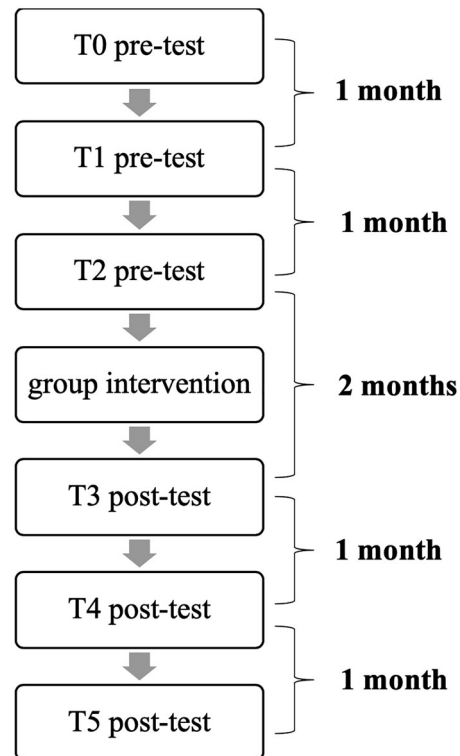 T0 pre-test
1 month
T1 pre-test
1 month
T2 pre-test
group intervention
2 months
T3 post-test
1 month
T4 post-test
1 month
T5 post-test